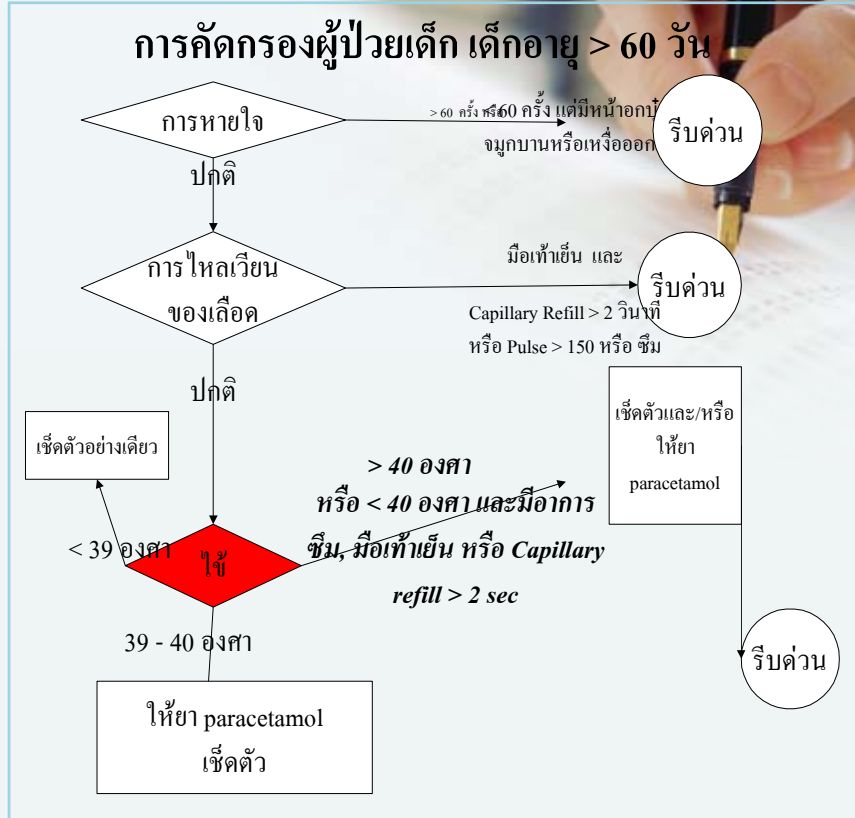 การคัดกรองผู้ป่วยเด็ก เด็กอายุ > 60 วัน
การหายใจ
> 60 ครั้ง หรือ
< 60 ครั้ง แต่มีหน้าอกบุ๋
จมูกบานหรือเหงื่อออก
รีบด่วน
ปกติ
การไหลเวียน
ของเลือด
มือเท้าเย็น และ
Capillary Refill > 2 วินาที
หรือ Pulse > 150 หรือ ซึม
รีบด่วน
ปกติ
เช็ดตัวอย่างเดียว
< 39 องศา
ไข้
> 40 องศา
หรือ < 40 องศา และมีอาการ
ซึม, มือเท้าเย็น หรือ Capillary
refill > 2 sec
เช็ดตัวและ/หรือ
ให้ยา
paracetamol
รีบด่วน
39 - 40 องศา
ให้ยา paracetamol
เช็ดตัว